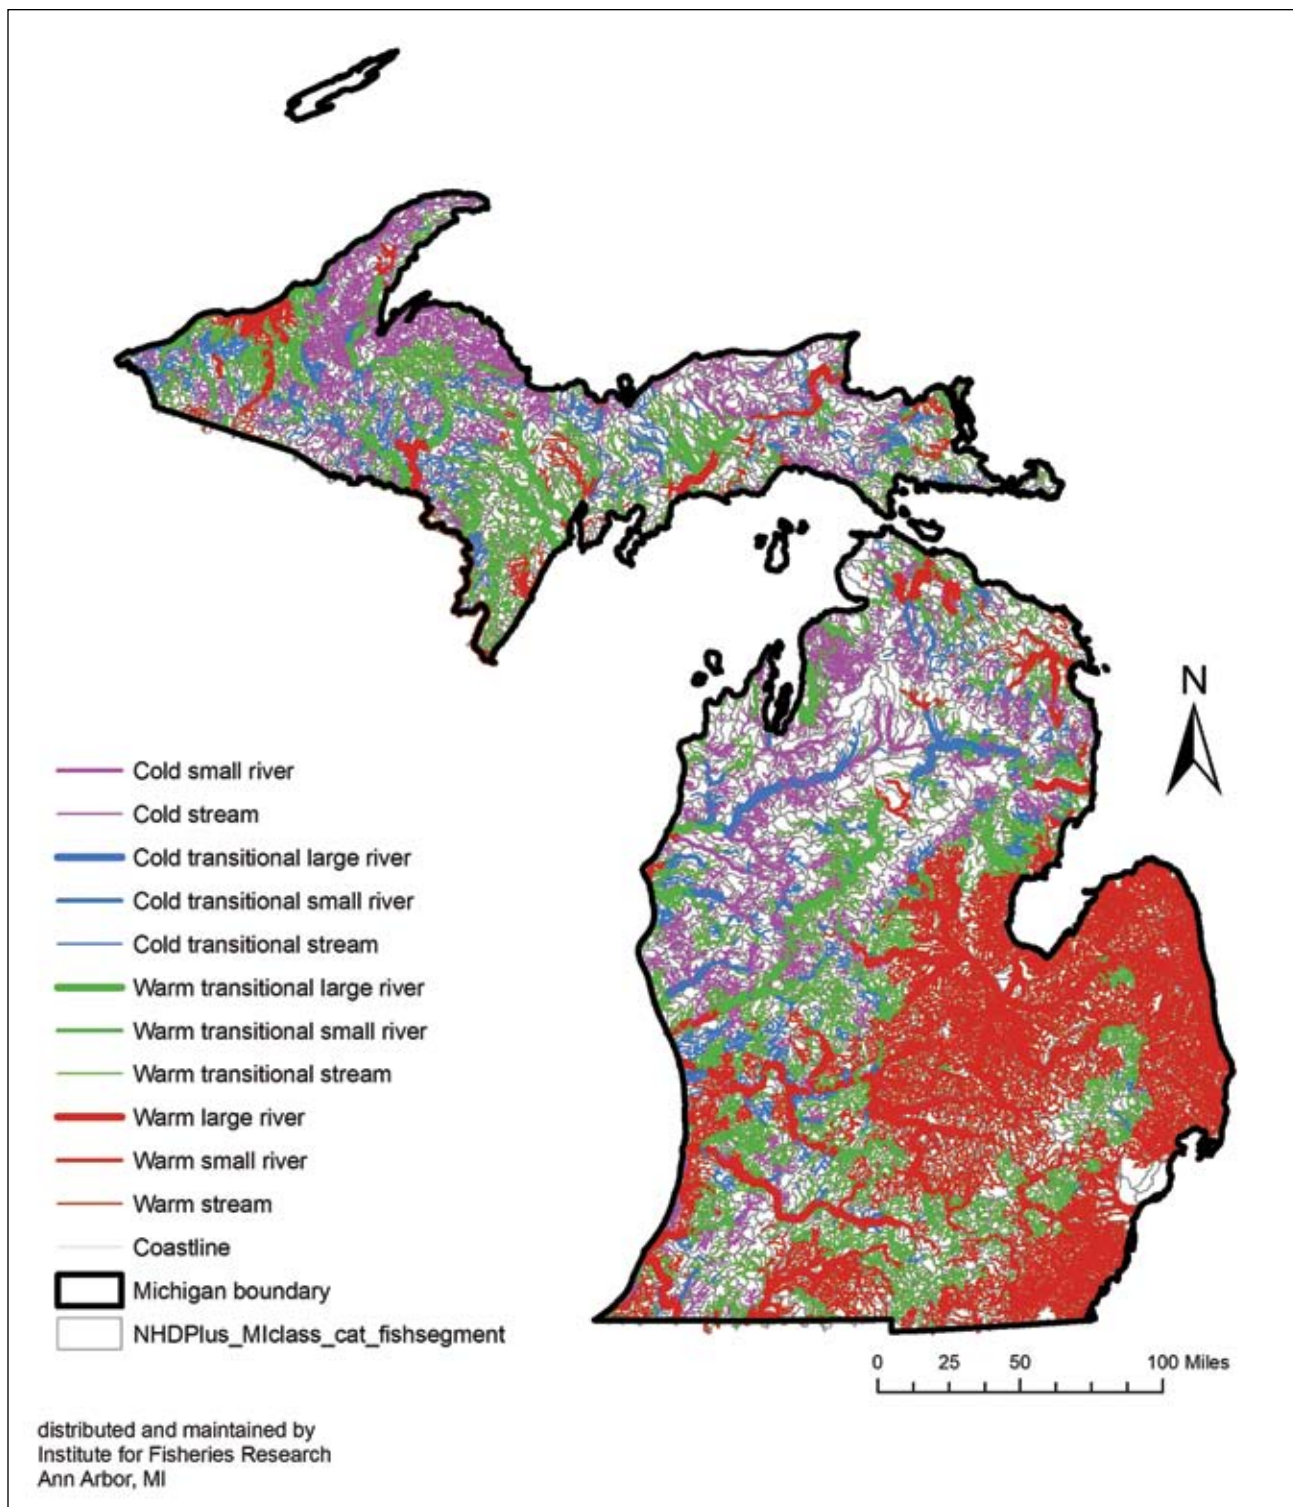 N
Cold small river
Cold stream
Cold transitional large river
Cold transitional small river
Cold transitional stream
Warm transitional large river
Warm transitional small river
Warm transitional stream
Warm large river
Warm small river
Warm stream
Coastline
Michigan boundary
NHDPlus_MIclass_cat_fishsegment
0 25 50 100 Miles
distributed and maintained by
Institute for Fisheries Research
Ann Arbor, MI